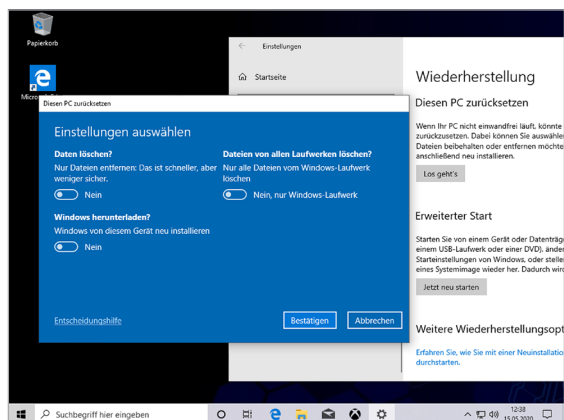 Papierkorb
Einstellungen
Startseite
Wiederherstellung
Diesen PC zurücksetzen
Wenn Ihr PC nicht einwandfrei läuft, könnte
zurückzusetzen. Dabei können Sie auswähle
Dateien beibehalten oder entfernen möchte
anschließend neu installieren.
Los geht's
Erweiterter Start
Starten Sie von einem Gerät oder Datenträg
einem USB-Laufwerk oder einer DVD), ände
Starteinstellungen von Windows, oder stelle
eines Systemimage wieder her. Dadurch wir
Jetzt neu starten
Weitere Wiederherstellungsopt
Erfahren Sie, wie Sie mit einer Neuinstallatio
durchstarten.
Diesen PC zurücksetzen
Einstellungen auswählen
Daten löschen?
Nur Dateien entfernen: Das ist schneller, aber
weniger sicher.
Nein
Dateien von allen Laufwerken löschen?
Nur alle Dateien vom Windows-Laufwerk
löschen
Nein, nur Windows-Laufwerk
Windows herunterladen?
Windows von diesem Gerät neu installieren
Nein
Entscheidungshilfe
Bestätigen
Abbrechen
Suchbegriff hier eingeben
12:38
15.05.2020